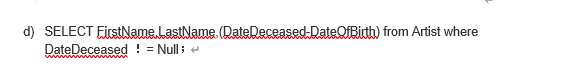 d) SELECT FirstName,LastName,(DateDeceased-DateOfBirth) from Artist where
DateDeceased ！= Null；